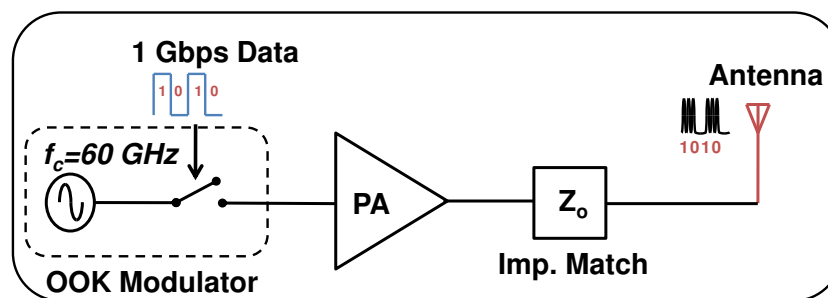 1 Gbps Data
1 0 1 0
Antenna
1010
f_c=60 GHz
PA
Z_o
Imp. Match
OOK Modulator